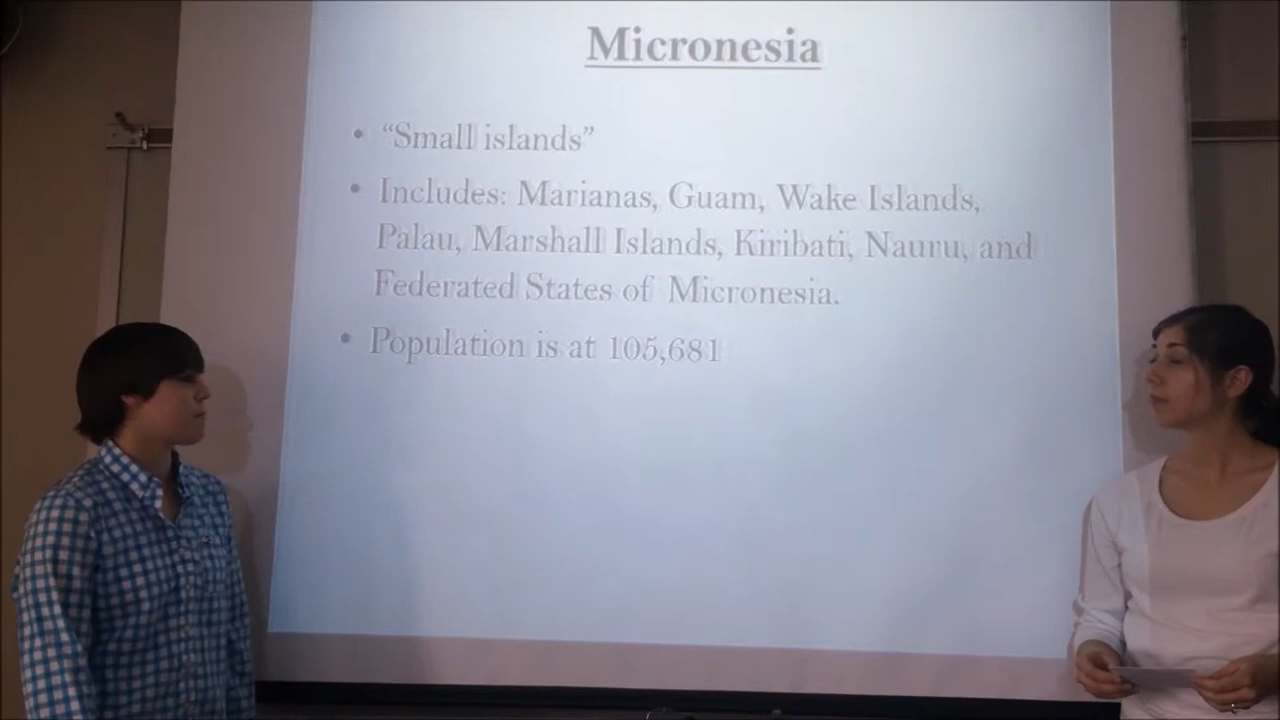 Micronesia
• “Small islands”
• Includes: Marianas, Guam, Wake Islands,
Palau, Marshall Islands, Kiribati, Nauru, and
Federated States of Micronesia.
• Population is at 105,681